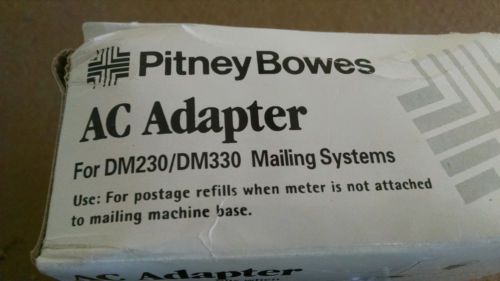 Pitney Bowes
AC Adapter
For DM230/DM330 Mailing Systems
Use: For postage refills when meter is not attached
to mailing machine base.
AC Adapter